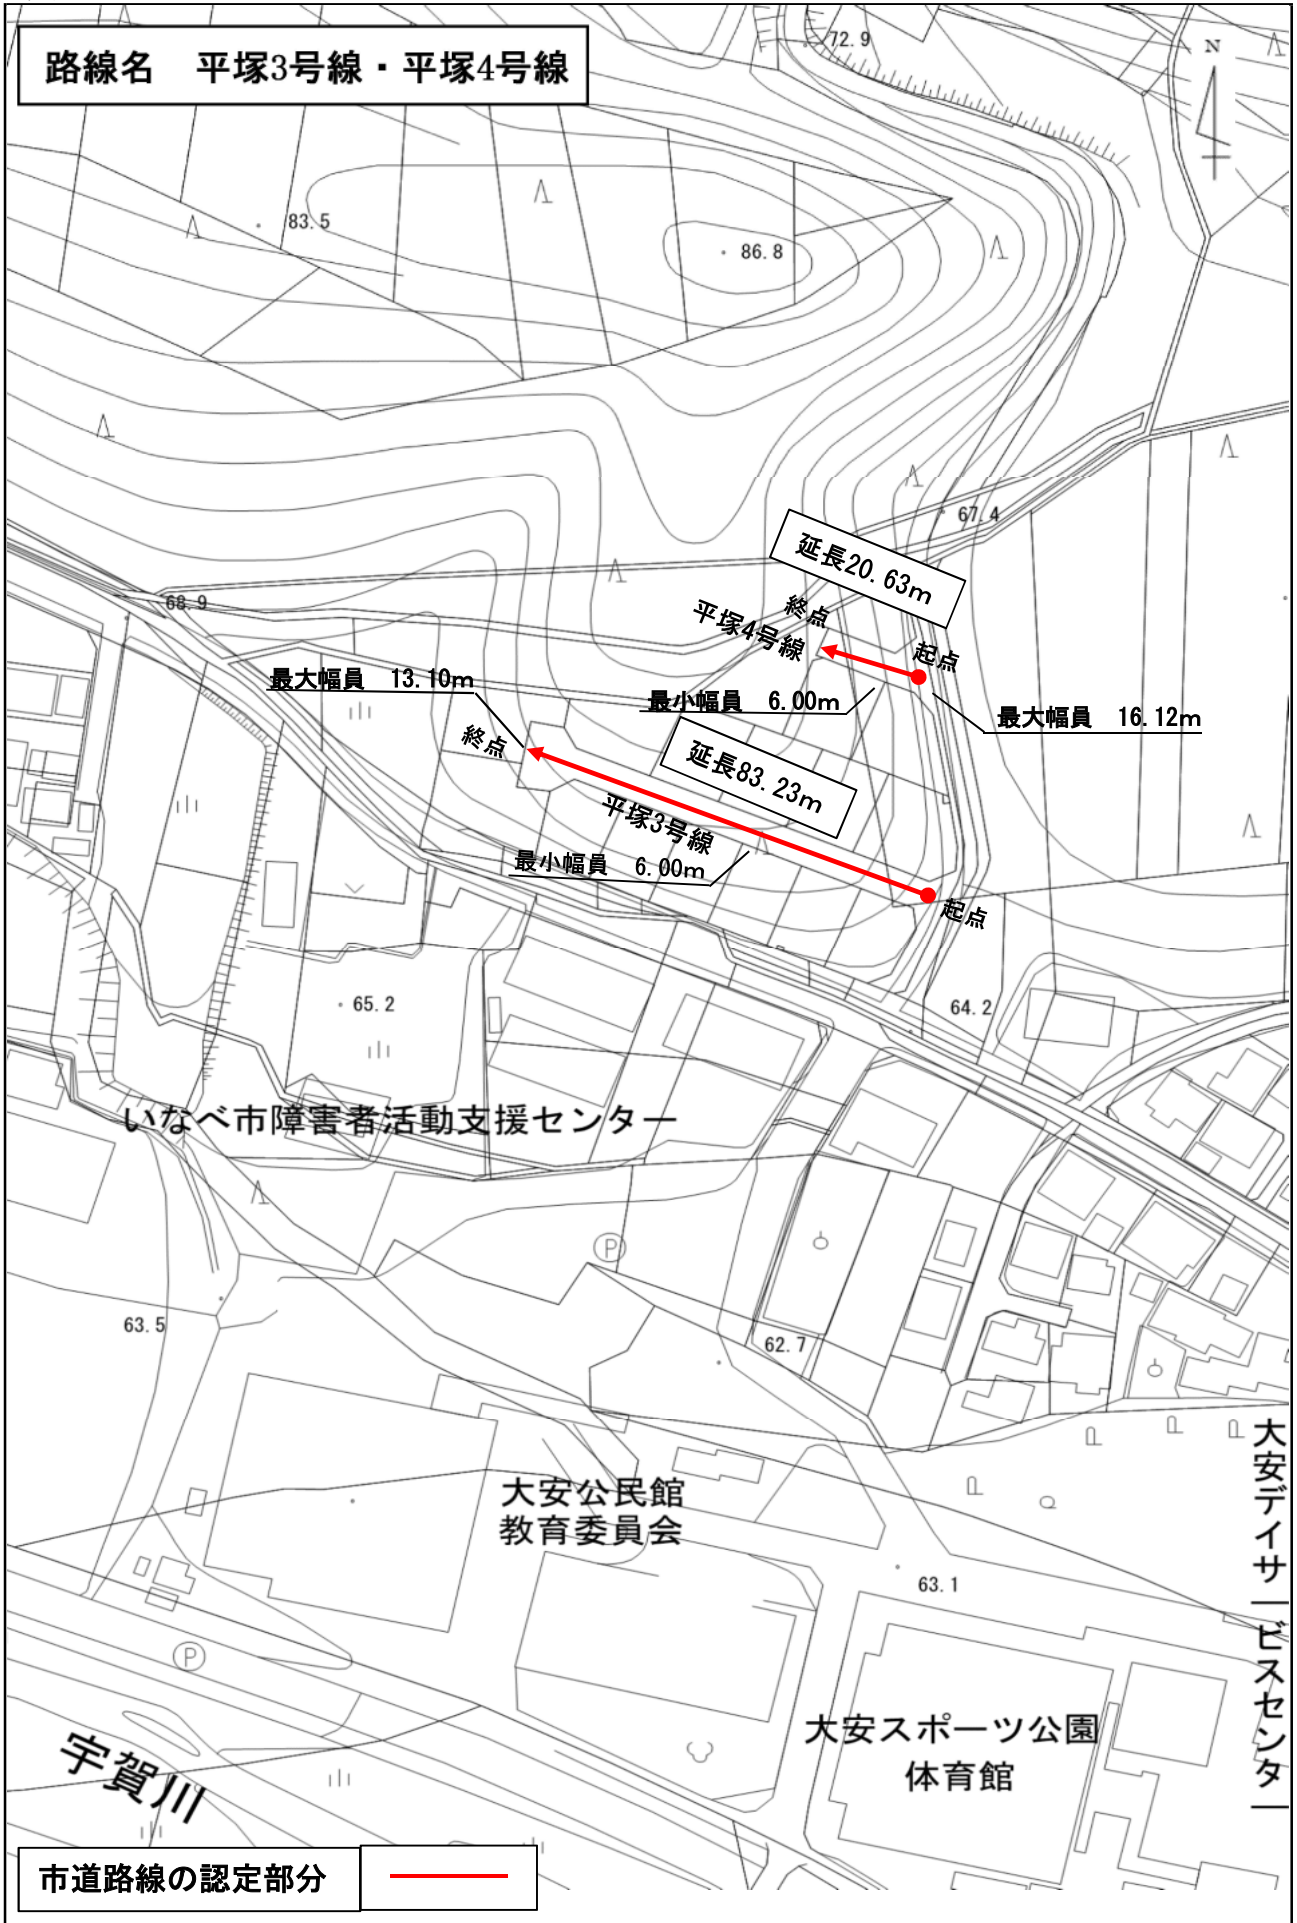 路線名　平塚3号線・平塚4号線
N
72.9
83.5
86.8
67.4
延長20.63m
68.9
終点
平塚4号線
起点
最大幅員　13.10m
最小幅員　6.00m
最大幅員　16.12m
終点
延長83.23m
平塚3号線
最小幅員　6.00m
起点
65.2
64.2
いなべ市障害者活動支援センター
P
63.5
62.7
大安公民館
教育委員会
大安デイサービスセンター
63.1
P
大安スポーツ公園
体育館
宇賀川
市道路線の認定部分